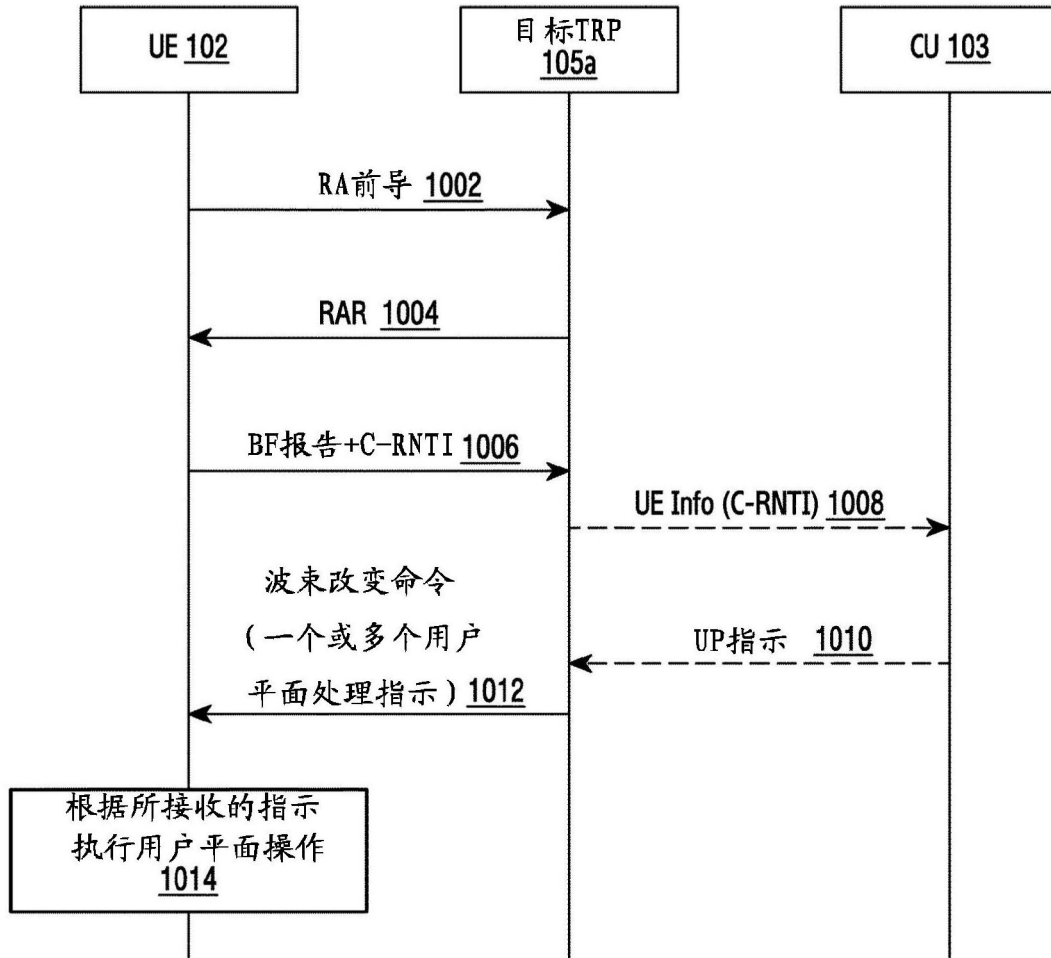 UE 102
目标TRP
105a
CU 103
RA前导 1002
RAR 1004
BF报告+C-RNTI 1006
UE Info (C-RNTI) 1008
波束改变命令
(一个或多个用户
平面处理指示) 1012
UP指示 1010
根据所接收的指示
执行用户平面操作
1014